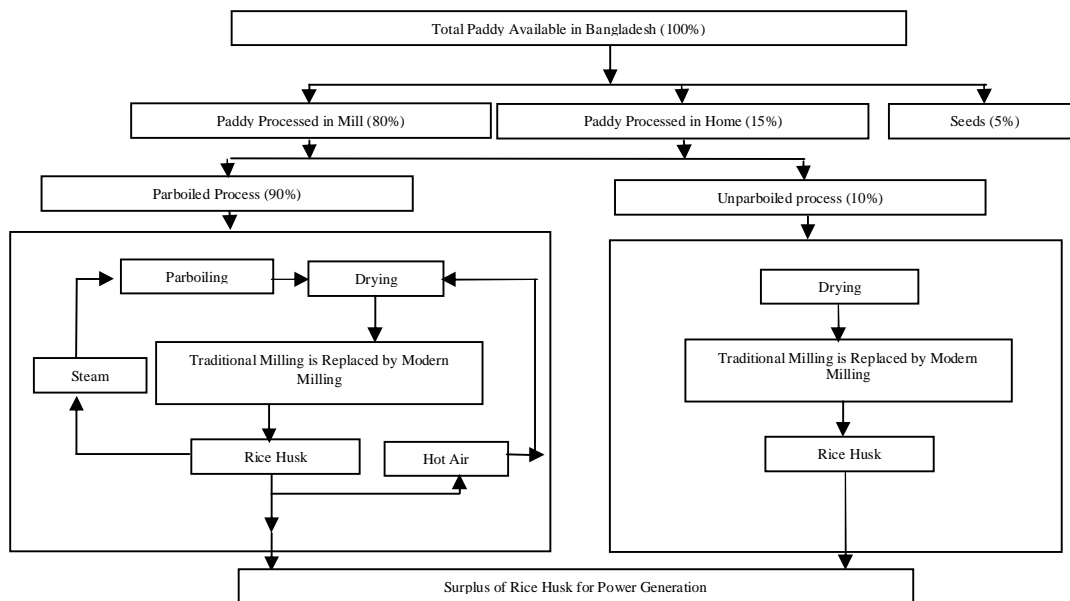 Total Paddy Available in Bangladesh (100%)
Paddy Processed in Mill (80%)
Paddy Processed in Home (15%)
Seeds (5%)
Parboiled Process (90%)
Unparboiled process (10%)
Parboiling
Drying
Traditional Milling is Replaced by Modern
Milling
Steam
Rice Husk
Hot Air
Drying
Traditional Milling is Replaced by Modern
Milling
Rice Husk
Surplus of Rice Husk for Power Generation